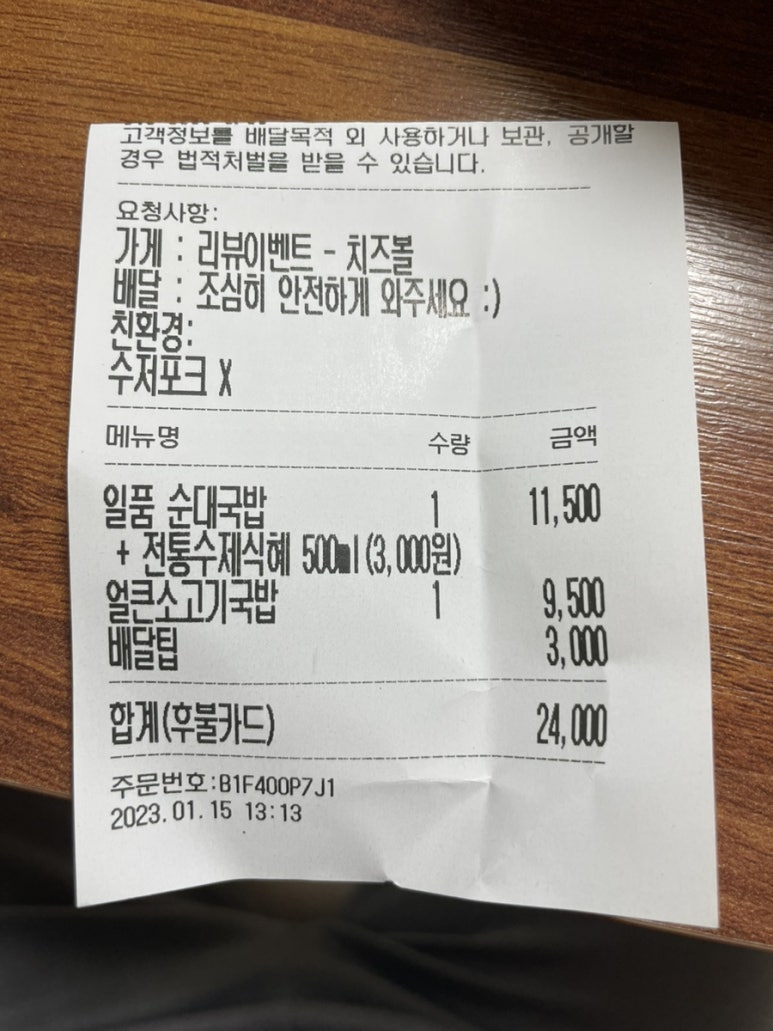 고객정보를 배달목적 외 사용하거나 보관, 공개할
경우 법적처벌을 받을 수 있습니다.
요청사항:
가게 : 리뷰이벤트 - 치즈볼
배달 : 조심히 안전하게 와주세요 :)
친환경:
수저포크 X
메뉴명 수량 금액
일품 순대국밥 1 11,500
+ 전통수제식혜 500ml(3,000원)
얼큰소고기국밥 1 9,500
배달팁 3,000
합계(후불카드) 24,000
주문번호:B1F400P7J1
2023.01.15 13:13